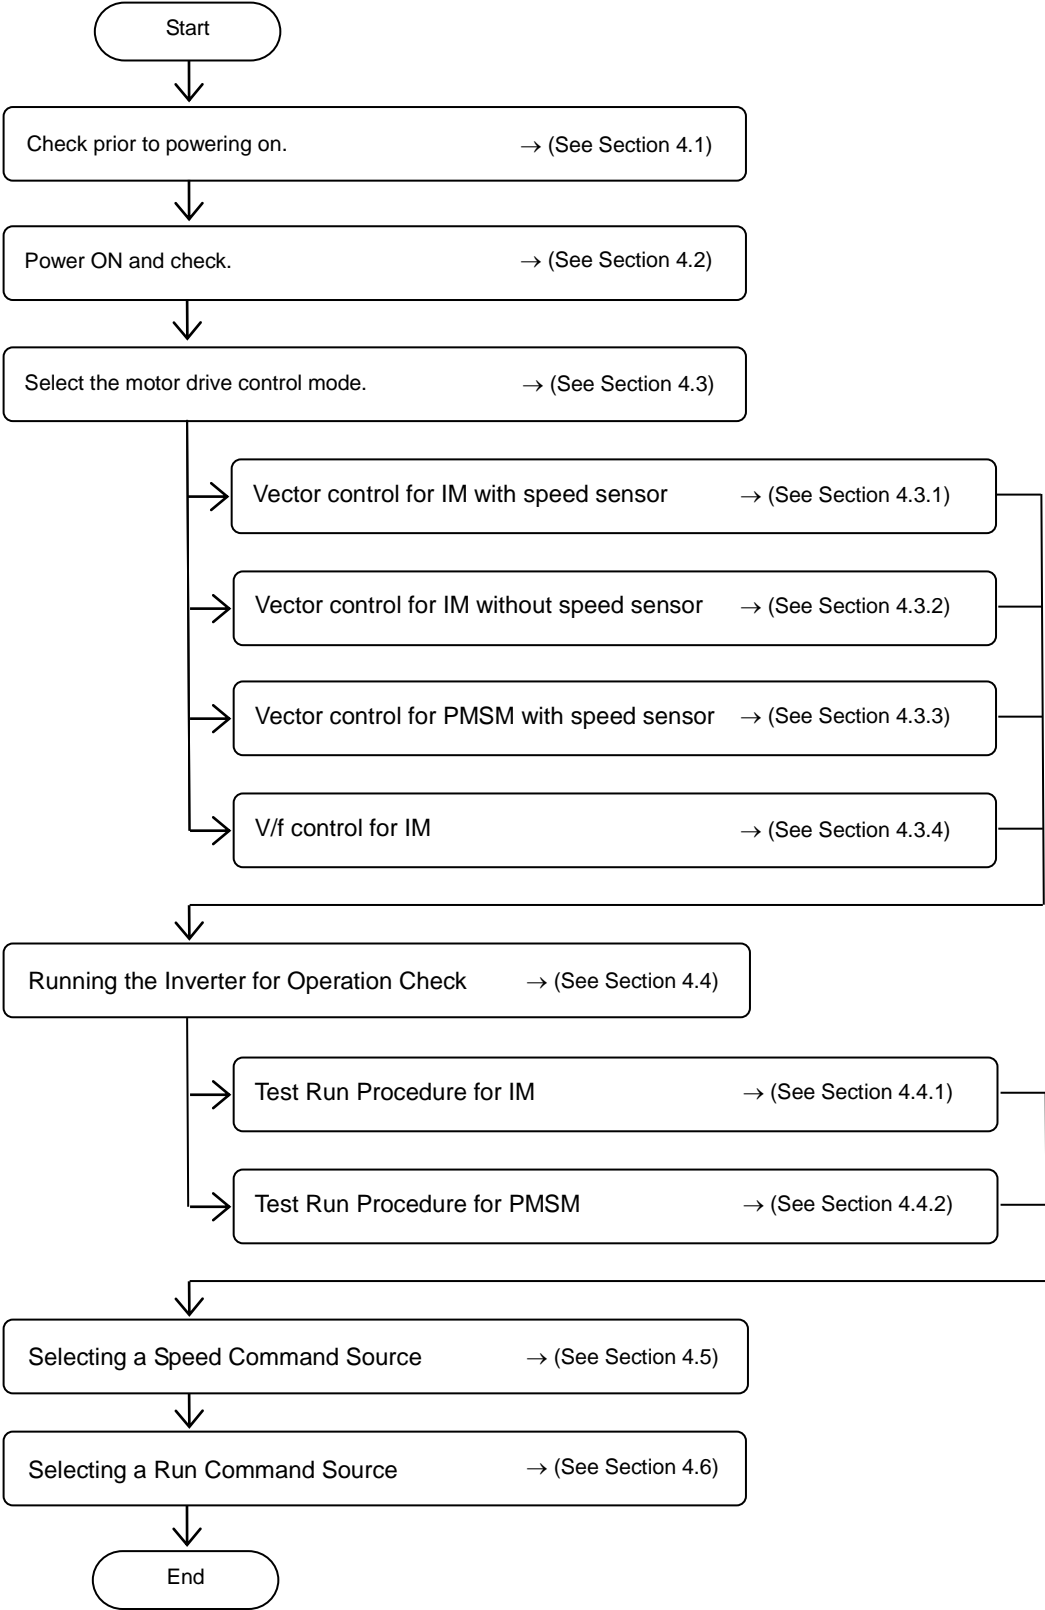 Start
Check prior to powering on. → (See Section 4.1)
Power ON and check. → (See Section 4.2)
Select the motor drive control mode. → (See Section 4.3)
Vector control for IM with speed sensor → (See Section 4.3.1)
Vector control for IM without speed sensor → (See Section 4.3.2)
Vector control for PMSM with speed sensor → (See Section 4.3.3)
V/f control for IM → (See Section 4.3.4)
Running the Inverter for Operation Check → (See Section 4.4)
Test Run Procedure for IM → (See Section 4.4.1)
Test Run Procedure for PMSM → (See Section 4.4.2)
Selecting a Speed Command Source → (See Section 4.5)
Selecting a Run Command Source → (See Section 4.6)
End